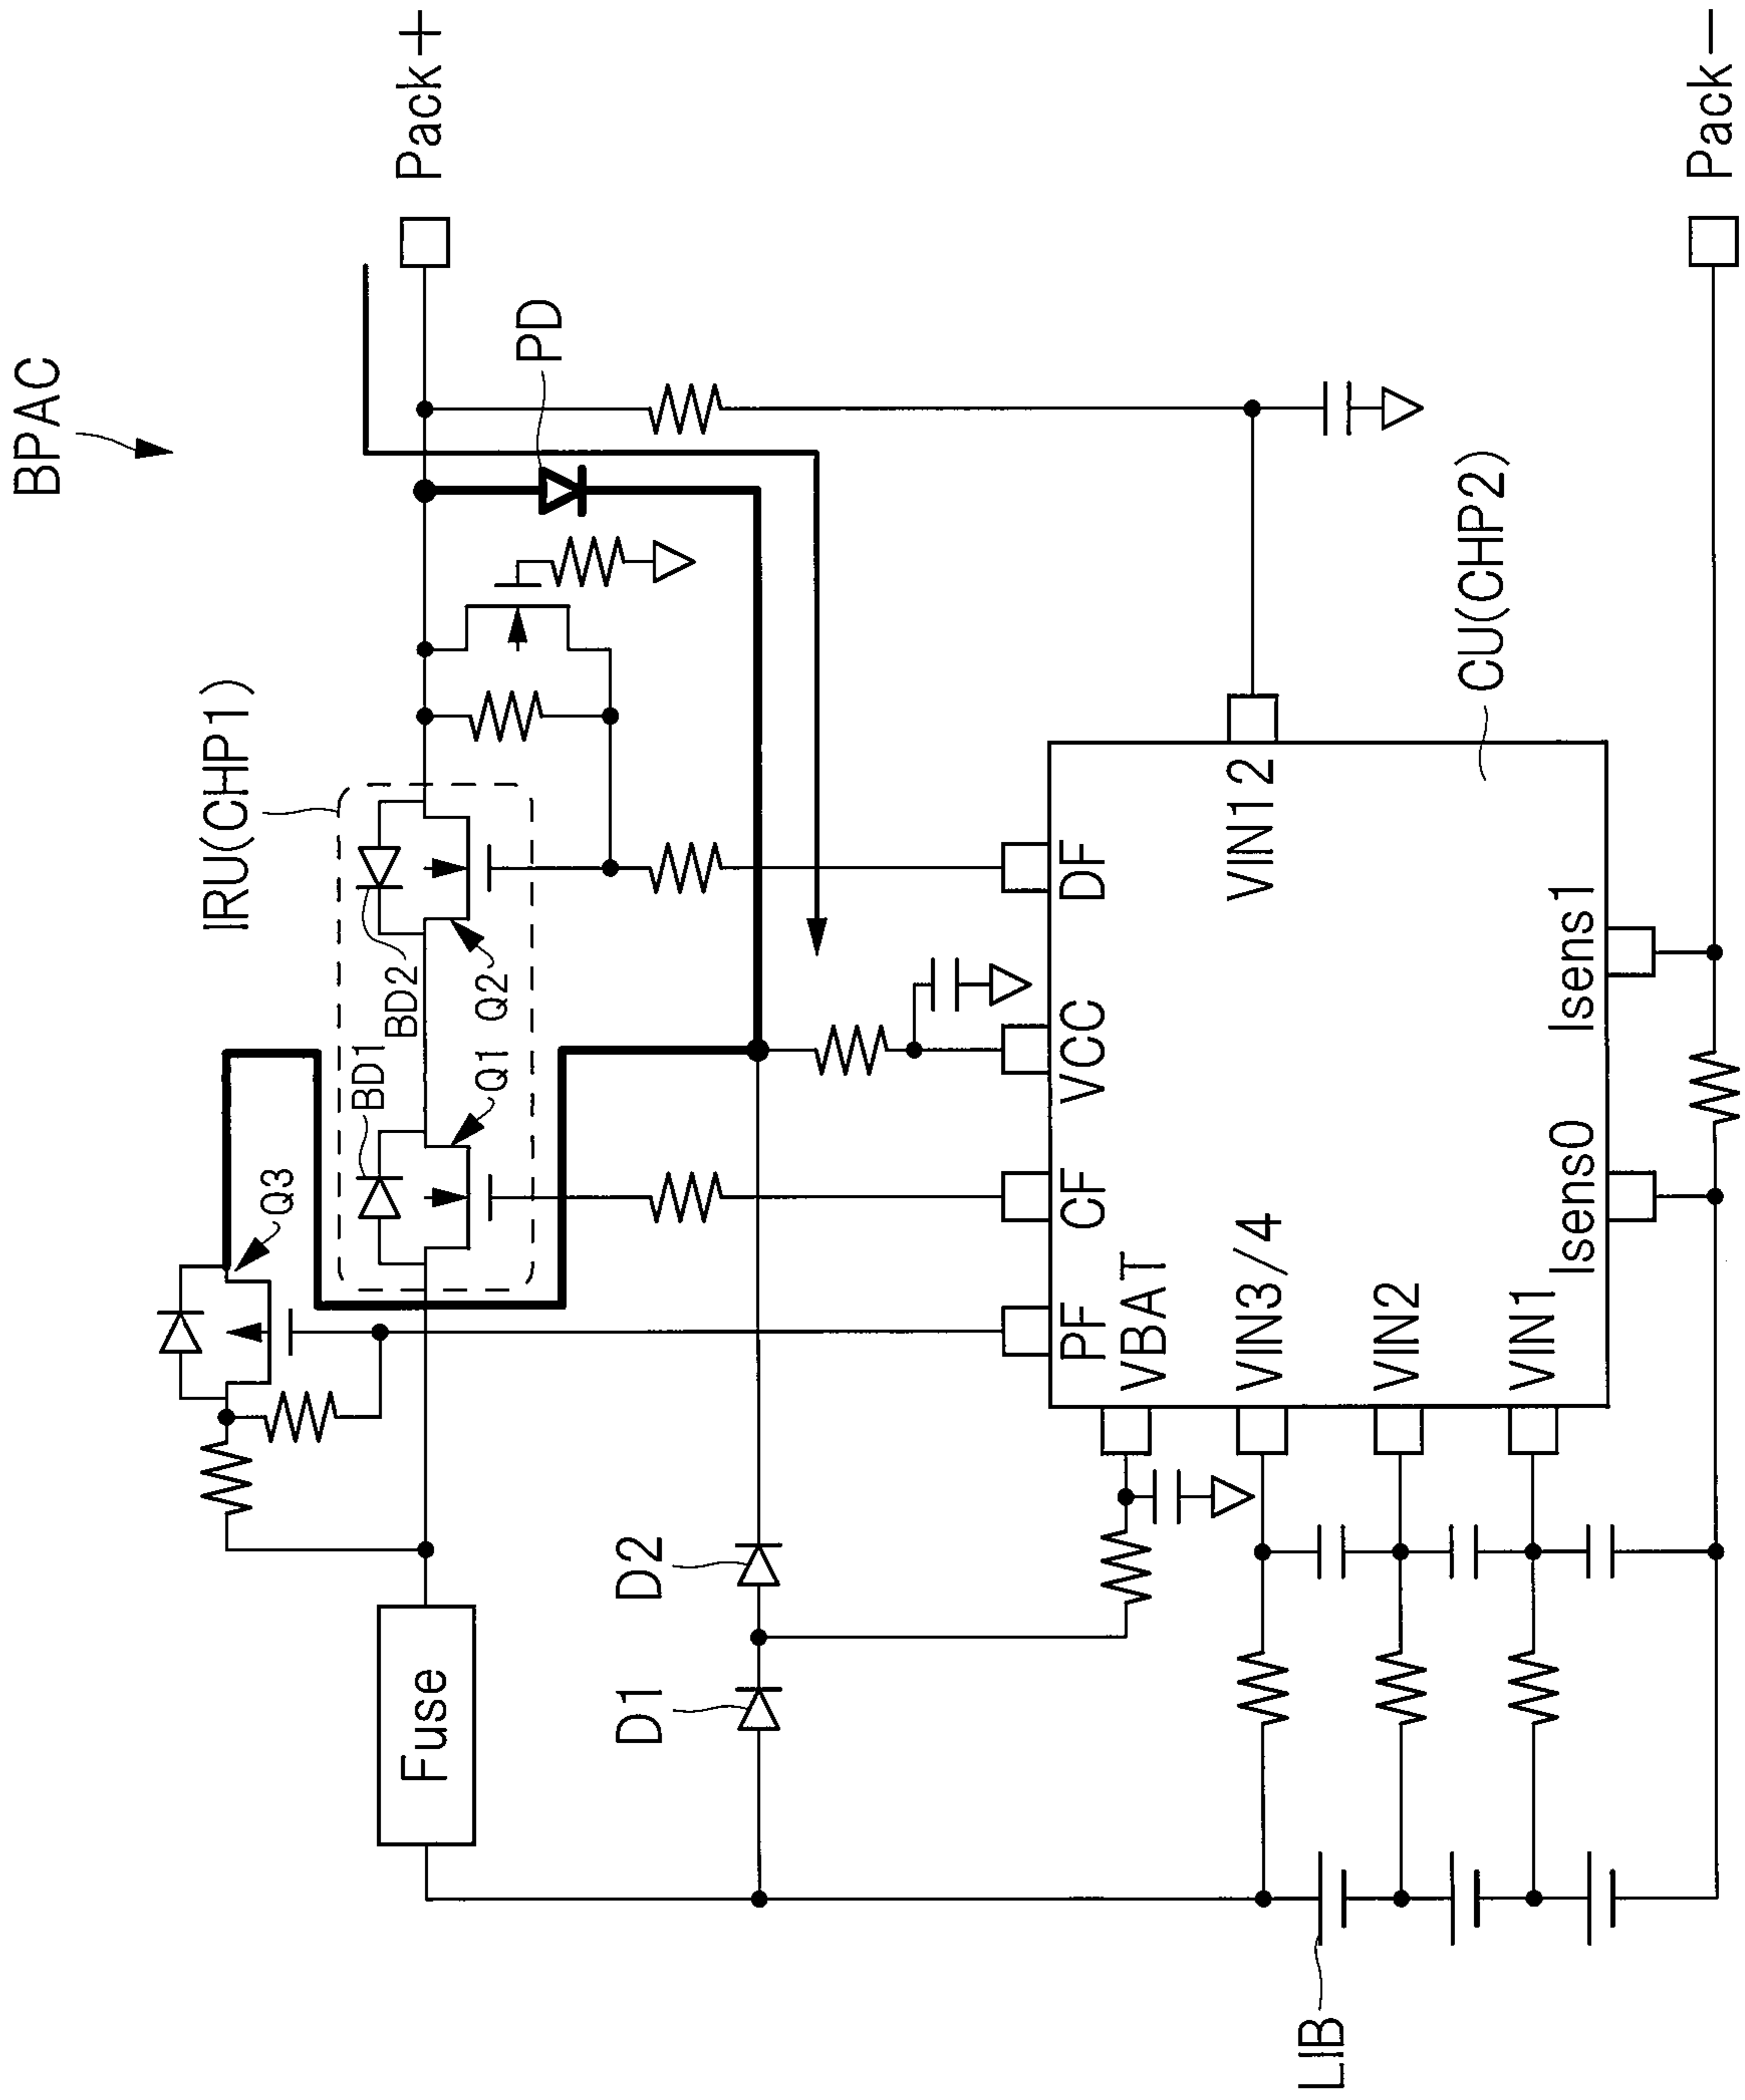 BPAC
Pack+
Pack−
PD
IRU(CHP1)
BD2
Q2
BD1
Q1
Q3
Fuse
D2
D1
CU(CHP2)
DF
VCC
CF
PF
VBAT
VIN12
VIN3/4
VIN2
VIN1
Isens1
Isens0
LIB